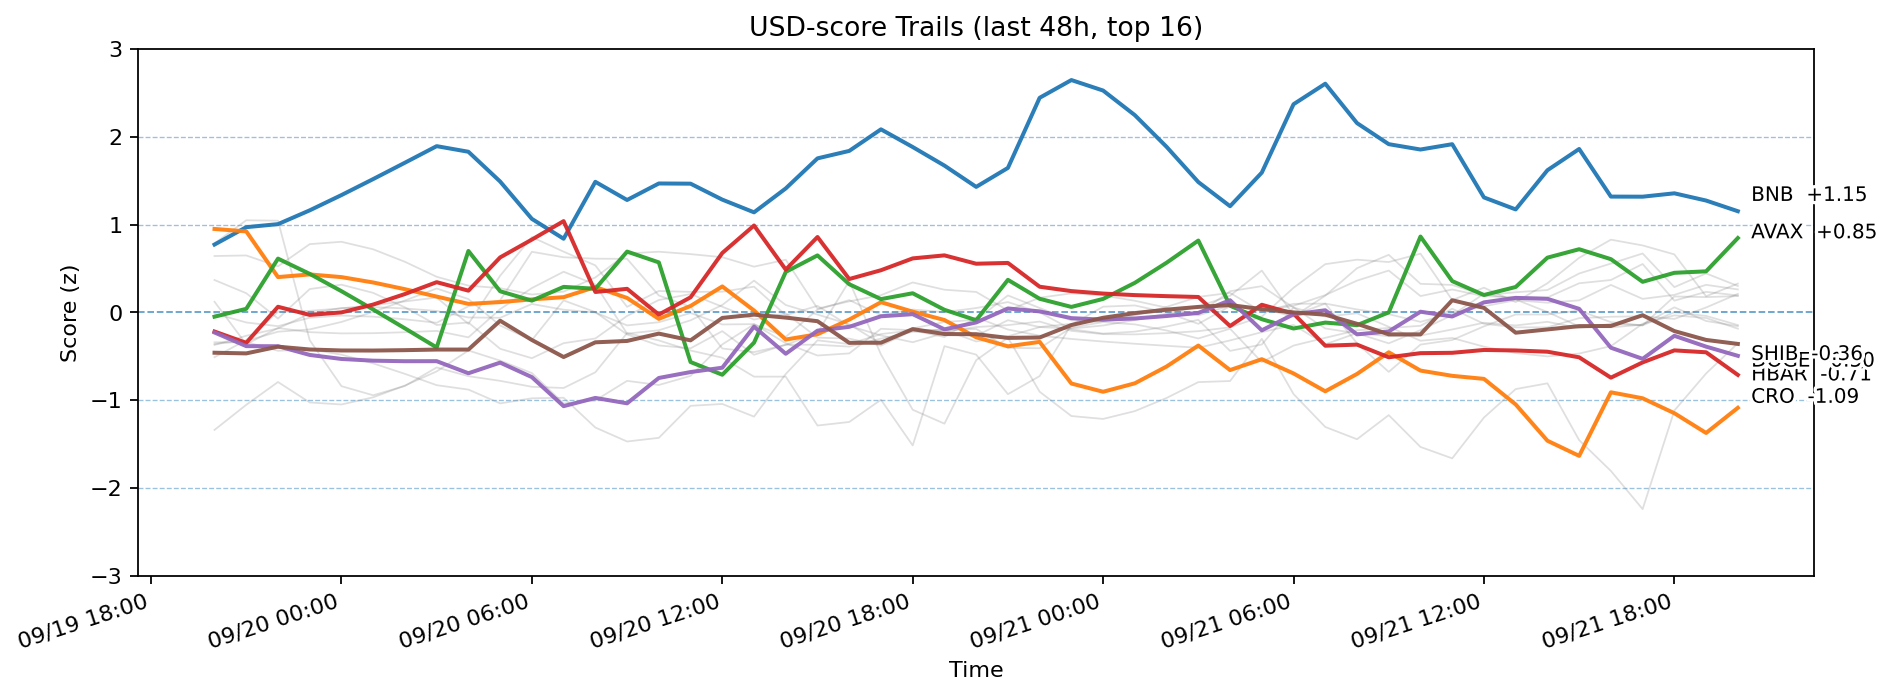 USD-score Trails (last 48h, top 16)
Score (z)
3
2
1
0
−1
−2
−3
BNB +1.15
AVAX +0.85
SHIB -0.36
HBAR -0.71
CRO -1.09
09/19 18:00
09/20 00:00
09/20 06:00
09/20 12:00
09/20 18:00
09/21 00:00
09/21 06:00
09/21 12:00
09/21 18:00
Time